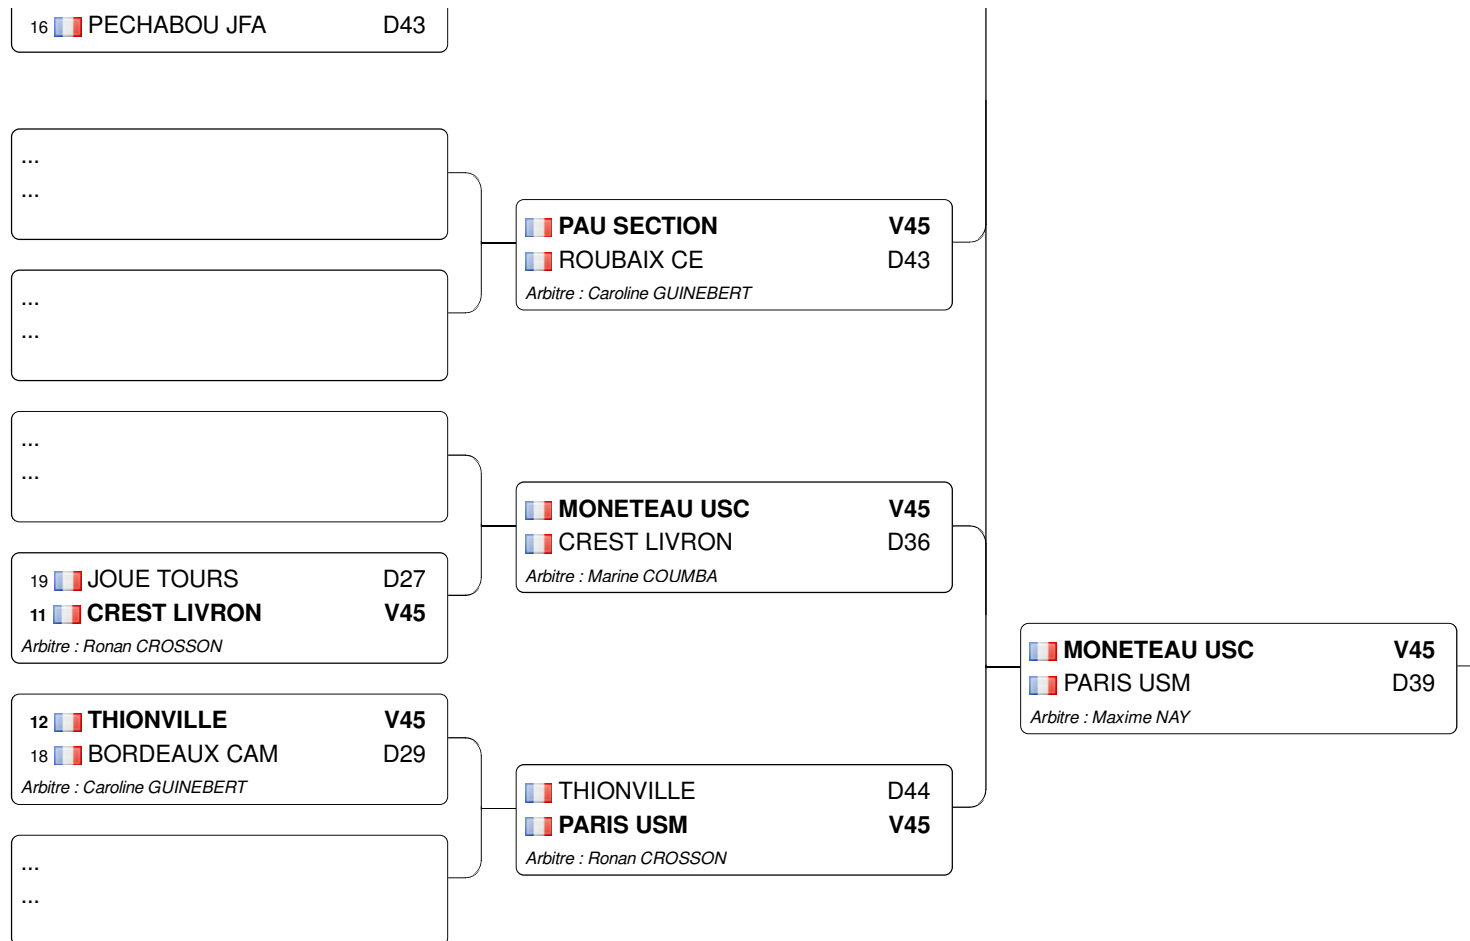 16 PECHABOU JFA D43
...
...
PAU SECTION V45
ROUBAIX CE D43
Arbitre : Caroline GUINEBERT
...
...
...
...
MONETEAU USC V45
CREST LIVRON D36
Arbitre : Marine COUMBA
19 JOUE TOURS D27
11 CREST LIVRON V45
Arbitre : Ronan CROSSON
MONETEAU USC V45
PARIS USM D39
Arbitre : Maxime NAY
12 THIONVILLE V45
18 BORDEAUX CAM D29
Arbitre : Caroline GUINEBERT
THIONVILLE D44
PARIS USM V45
Arbitre : Ronan CROSSON
...
...